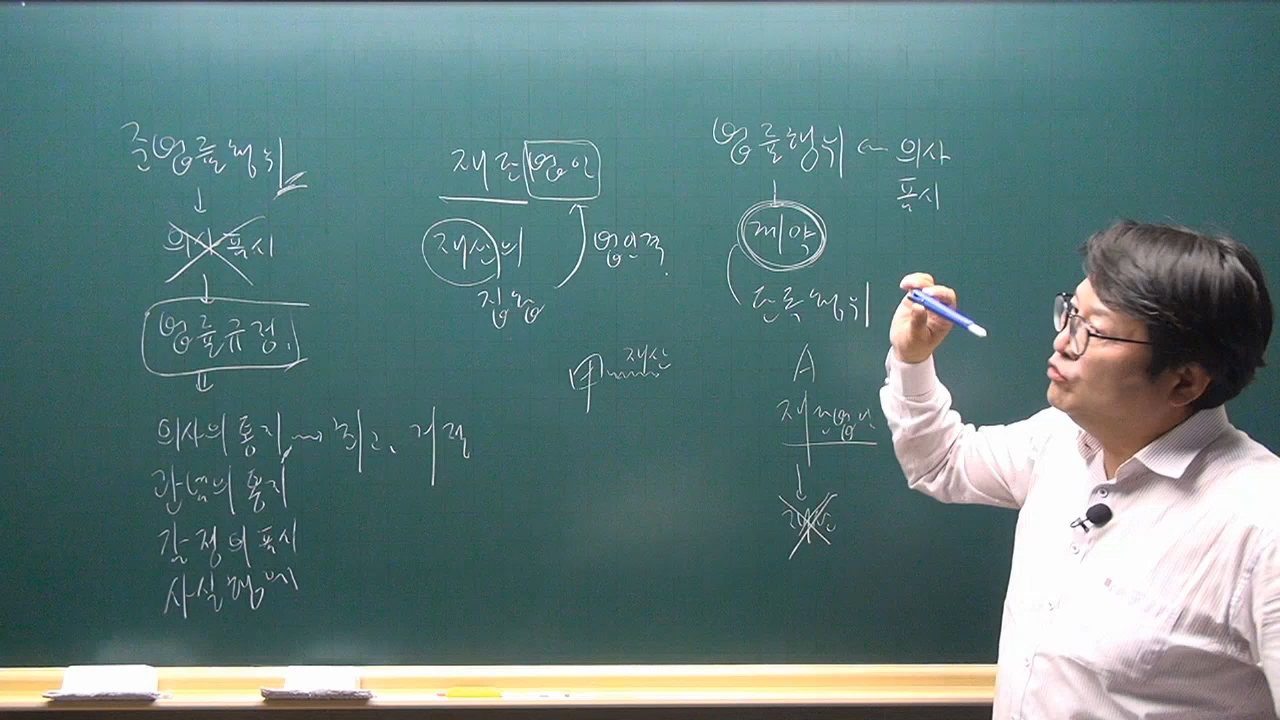 준법률행위
의사표시
법률규정.
의사의 통지 → 최고, 거절
관념의 통지
감정의 표시
사실행위
재단법인
재산의
집합
법인격.
甲 재산
법률행위 ← 의사
표시
계약
단독행위
A
재단법인